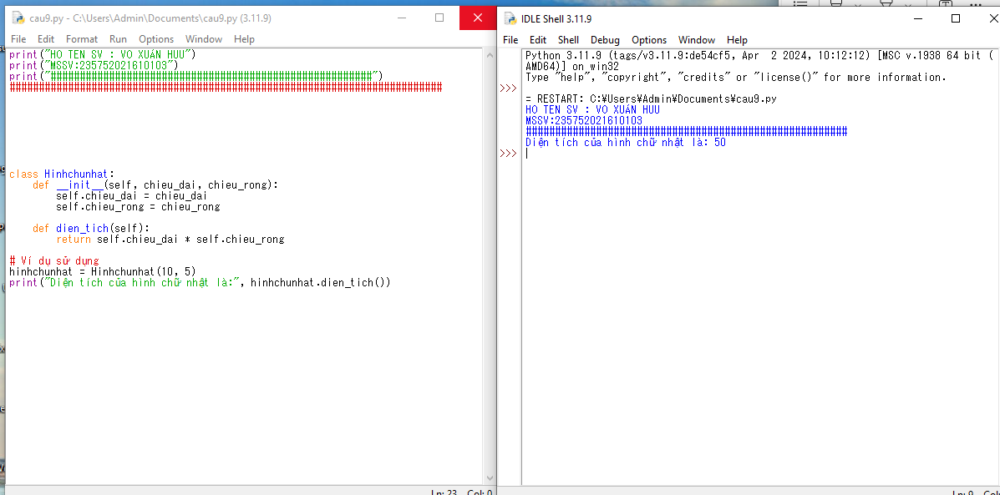 cau9.py - C:\Users\Admin\Documents\cau9.py (3.11.9)
File Edit Format Run Options Window Help
print("HO TEN SV : VO XUÁN HUU")
print("MSSV:235752021610103")
print("#######################################################")
##########################################################################
class Hinhchunhat:
def __init__(self, chieu_dai, chieu_rong):
self.chieu_dai = chieu_dai
self.chieu_rong = chieu_rong
def dien_tich(self):
return self.chieu_dai * self.chieu_rong
# Ví dụ sử dụng
hinhchunhat = Hinhchunhat(10, 5)
print("Diện tích của hình chữ nhật là:", hinhchunhat.dien_tich())
Ln: 23 Col: 0
IDLE Shell 3.11.9
File Edit Shell Debug Options Window Help
Python 3.11.9 (tags/v3.11.9:de54cf5, Apr 2 2024, 10:12:12) [MSC v.1938 64 bit (
AMD64)] on win32
Type "help", "copyright", "credits" or "license()" for more information.
>>>
= RESTART: C:¥Users¥Admin¥Documents¥cau9.py
HO TEN SV : VO XUÁN HUU
MSSV:235752021610103
#######################################################
Diện tích của hình chữ nhật là: 50
>>>
Ln: 9